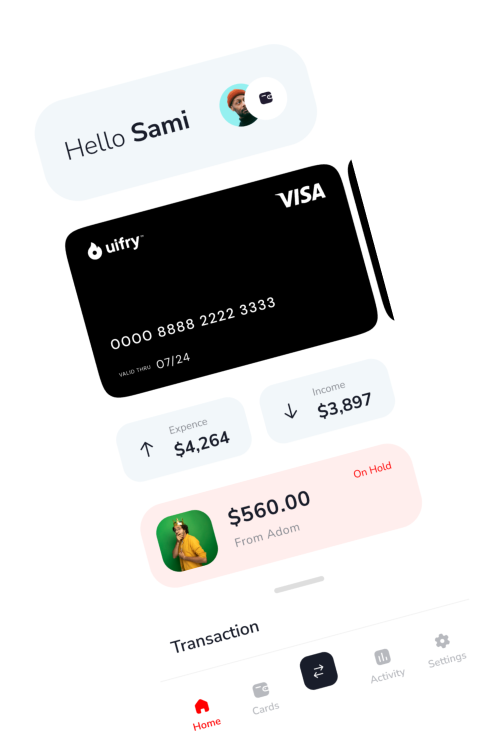 Hello Sami
VISA
uifry™
0000 8888 2222 3333
VALID THRU 07/24
Expence
$4,264
Income
$3,897
On Hold
$560.00
From Adom
Transaction
Home
Cards
Activity
Settings